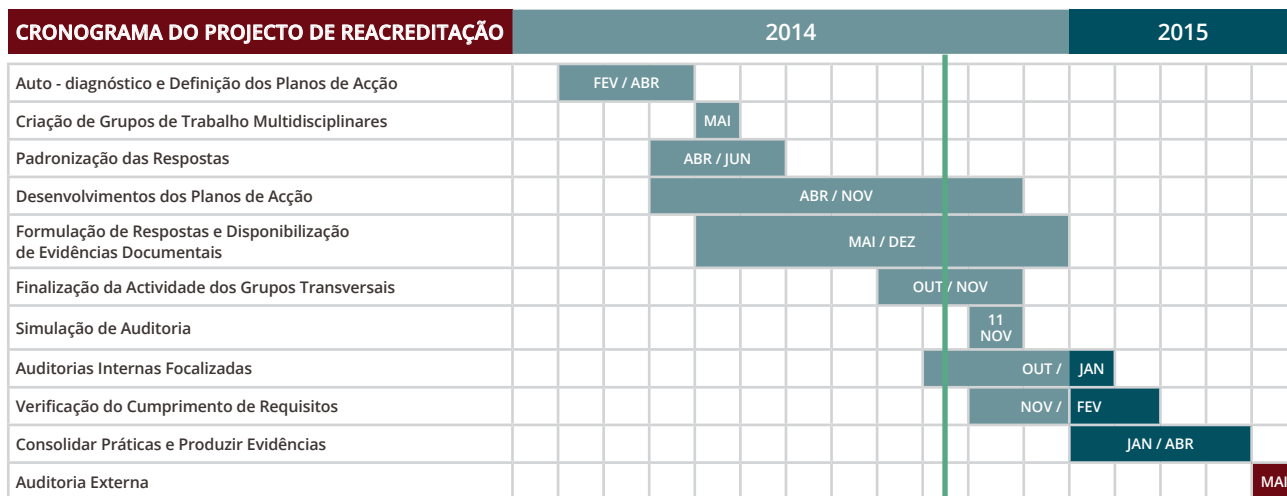 CRONOGRAMA DO PROJECTO DE REACREDITAÇÃO 2014 2015
Auto - diagnóstico e Definição dos Planos de Acção FEV / ABR
Criação de Grupos de Trabalho Multidisciplinares MAI
Padronização das Respostas ABR / JUN
Desenvolvimentos dos Planos de Acção ABR / NOV
Formulação de Respostas e Disponibilização
de Evidências Documentais MAI / DEZ
Finalização da Actividade dos Grupos Transversais OUT / NOV
Simulação de Auditoria 11
NOV
Auditorias Internas Focalizadas OUT / JAN
Verificação do Cumprimento de Requisitos NOV / FEV
Consolidar Práticas e Produzir Evidências JAN / ABR
Auditoria Externa MAI